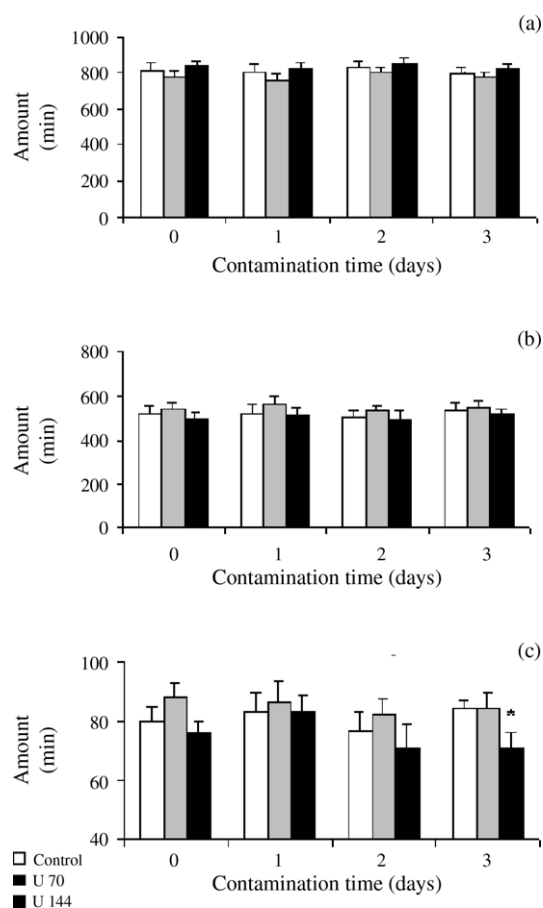 (a)
1000
800
600
400
200
0
Amount
(min)
0 1 2 3
Contamination time (days)
(b)
800
600
400
200
0
Amount
(min)
0 1 2 3
Contamination time (days)
(c)
100
80
60
40
Amount
(min)
*
0 1 2 3
Contamination time (days)
Control
U 70
U 144